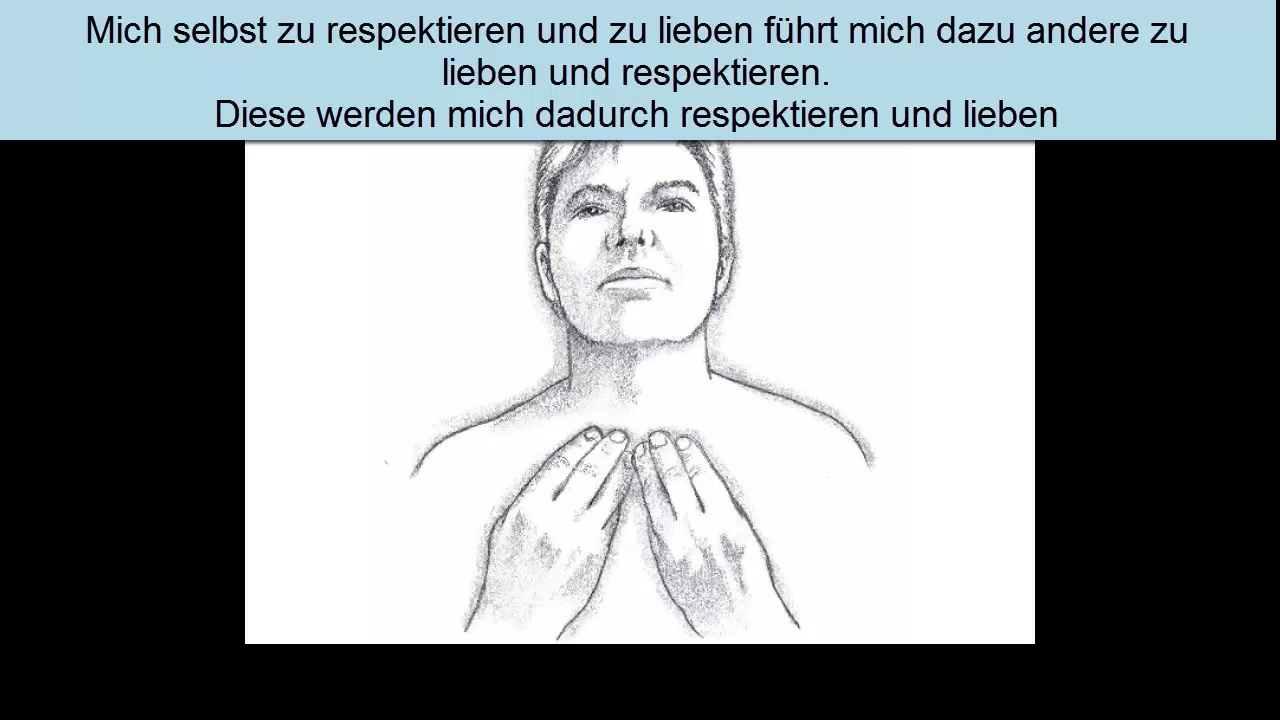 Mich selbst zu respektieren und zu lieben führt mich dazu andere zu
lieben und respektieren.
Diese werden mich dadurch respektieren und lieben